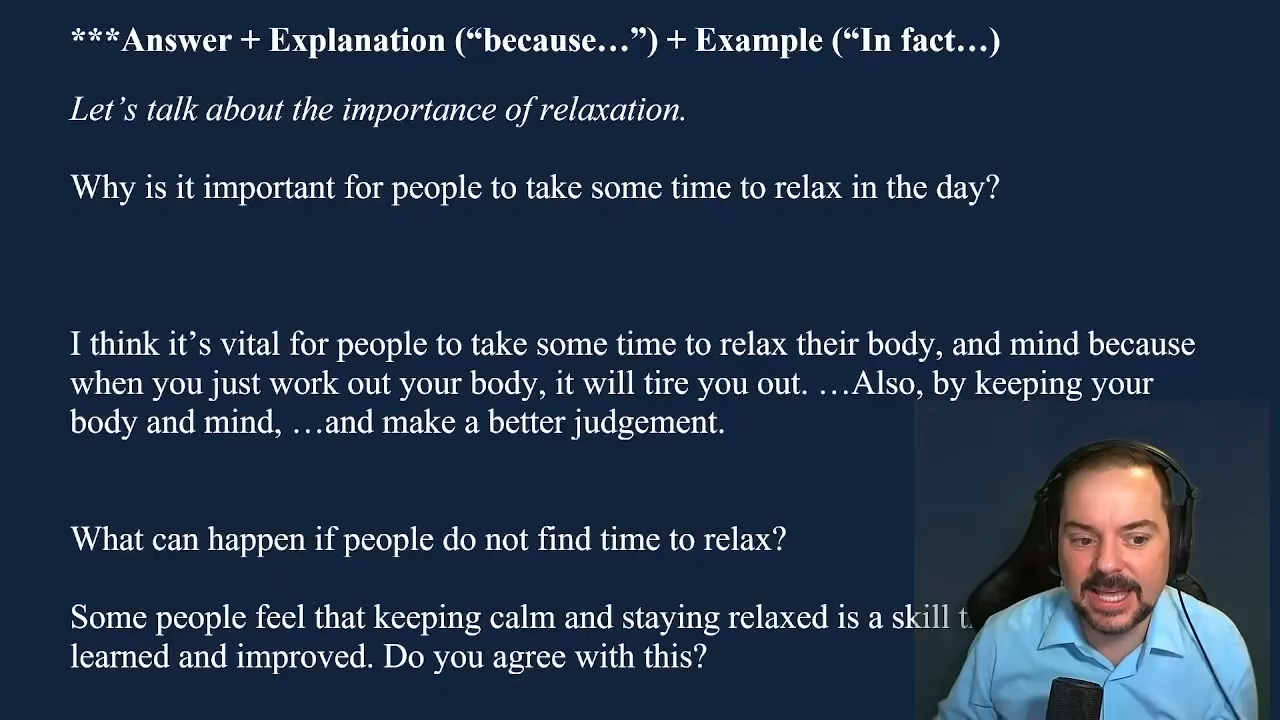 ***Answer + Explanation (“because…”) + Example (“In fact…)
Let’s talk about the importance of relaxation.
Why is it important for people to take some time to relax in the day?
I think it’s vital for people to take some time to relax their body, and mind because
when you just work out your body, it will tire you out. …Also, by keeping your
body and mind, …and make a better judgement.
What can happen if people do not find time to relax?
Some people feel that keeping calm and staying relaxed is a skill
learned and improved. Do you agree with this?